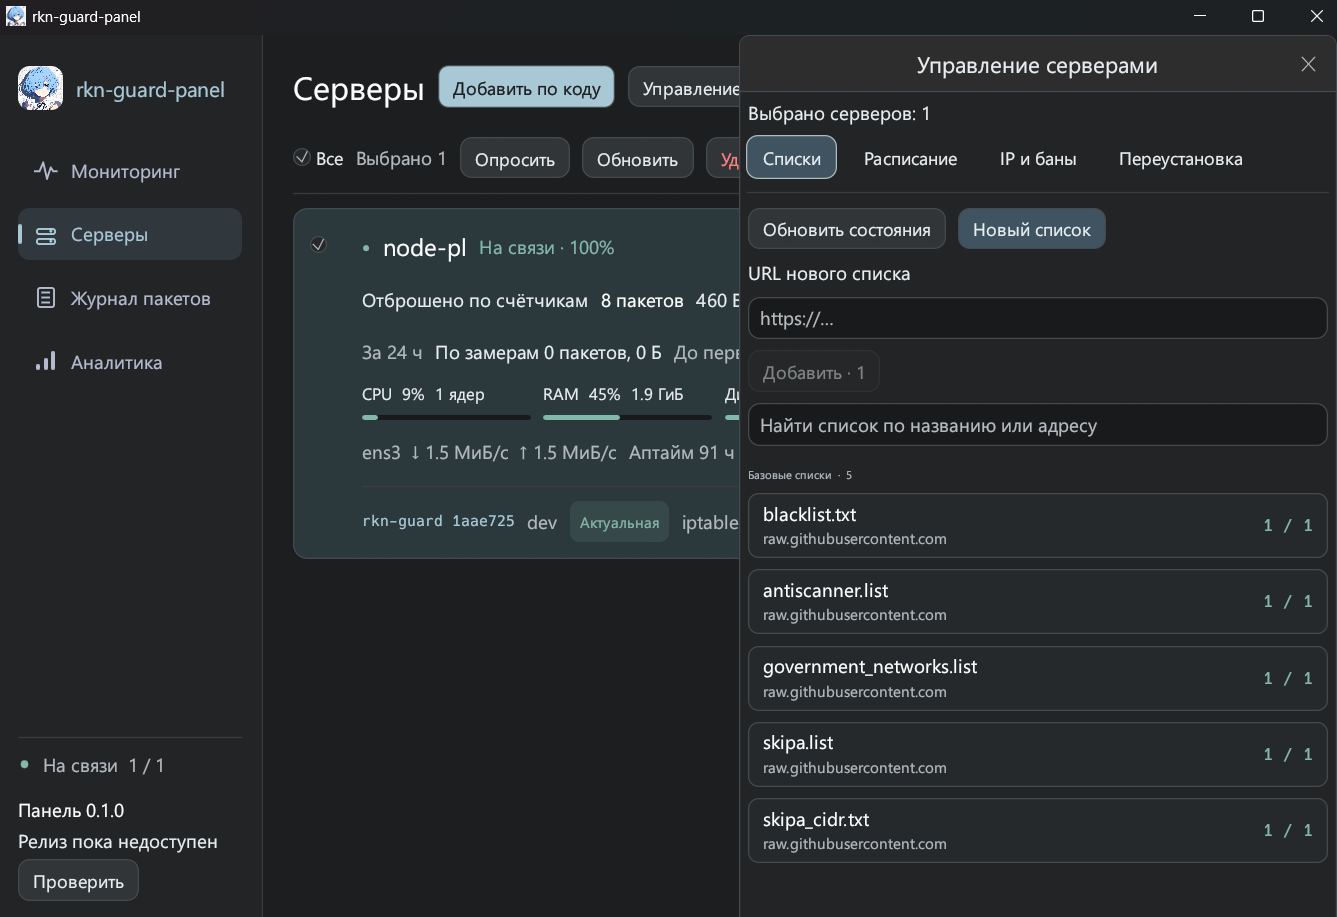 rkn-guard-panel
rkn-guard-panel
Мониторинг
Серверы
Журнал пакетов
Аналитика
На связи 1 / 1
Панель 0.1.0
Релиз пока недоступен
Проверить
Серверы Добавить по коду Управление
Все Выбрано 1 Опросить Обновить Уд
node-pl На связи · 100%
Отброшено по счётчикам 8 пакетов 460
За 24 ч По замерам 0 пакетов, 0 Б До перв
CPU 9% 1 ядер RAM 45% 1.9 ГиБ
ens3 ↓ 1.5 МиБ/с ↑ 1.5 МиБ/с Аптайм 91 ч
rkn-guard 1aae725 dev Актуальная iptable
Управление серверами
Выбрано серверов: 1
Списки Расписание IP и баны Переустановка
Обновить состояния Новый список
URL нового списка
https://...
Добавить · 1
Найти список по названию или адресу
Базовые списки · 5
blacklist.txt
raw.githubusercontent.com
1 / 1
antiscanner.list
raw.githubusercontent.com
1 / 1
government_networks.list
raw.githubusercontent.com
1 / 1
skipa.list
raw.githubusercontent.com
1 / 1
skipa_cidr.txt
raw.githubusercontent.com
1 / 1